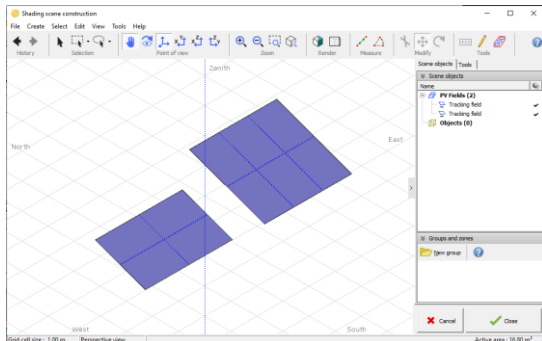 Shading scene construction
File Create Select Edit View Tools Help
History Selection Point of view Zoom Render Measure Modify Tools
Scene objects Tools
Scene objects
Name
PV Fields (2)
Tracking field
Tracking field
Objects (0)
Zenith
North
East
West
South
Groups and zones
New group
Cancel
Close
Grid cell size: 1.00 m Perspective view Active area: 16.80 m²